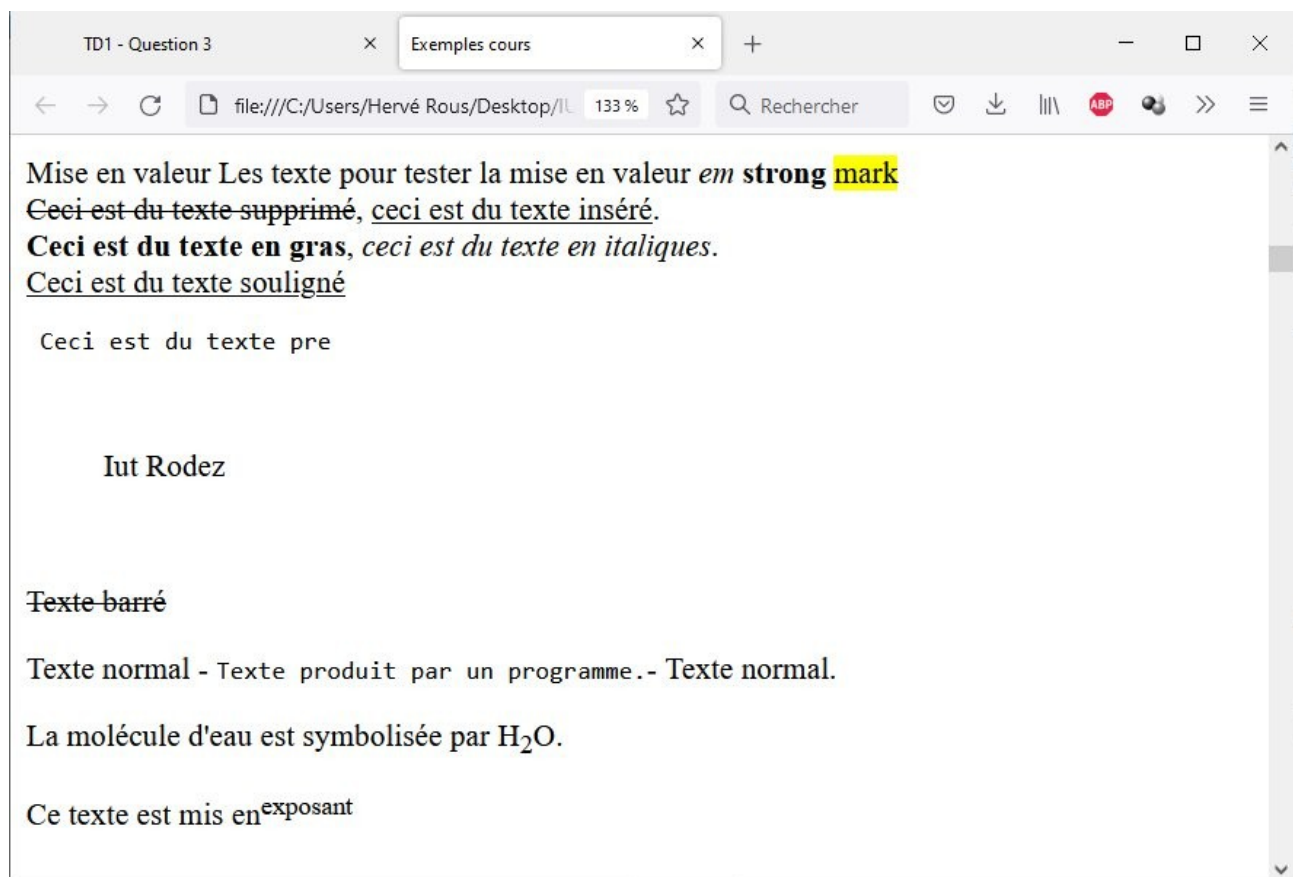 TD1 - Question 3
Exemples cours
file:///C:/Users/Hervé Rous/Desktop/IU 133 % Rechercher ABP
Mise en valeur Les texte pour tester la mise en valeur em strong mark
Ceci est du texte supprimé, ceci est du texte inséré.
Ceci est du texte en gras, ceci est du texte en italiques.
Ceci est du texte souligné
Ceci est du texte pre
Iut Rodez
Texte barré
Texte normal - Texte produit par un programme.- Texte normal.
La molécule d'eau est symbolisée par H₂O.
Ce texte est mis enᵉˣᵖᵒˢᵃⁿᵗ